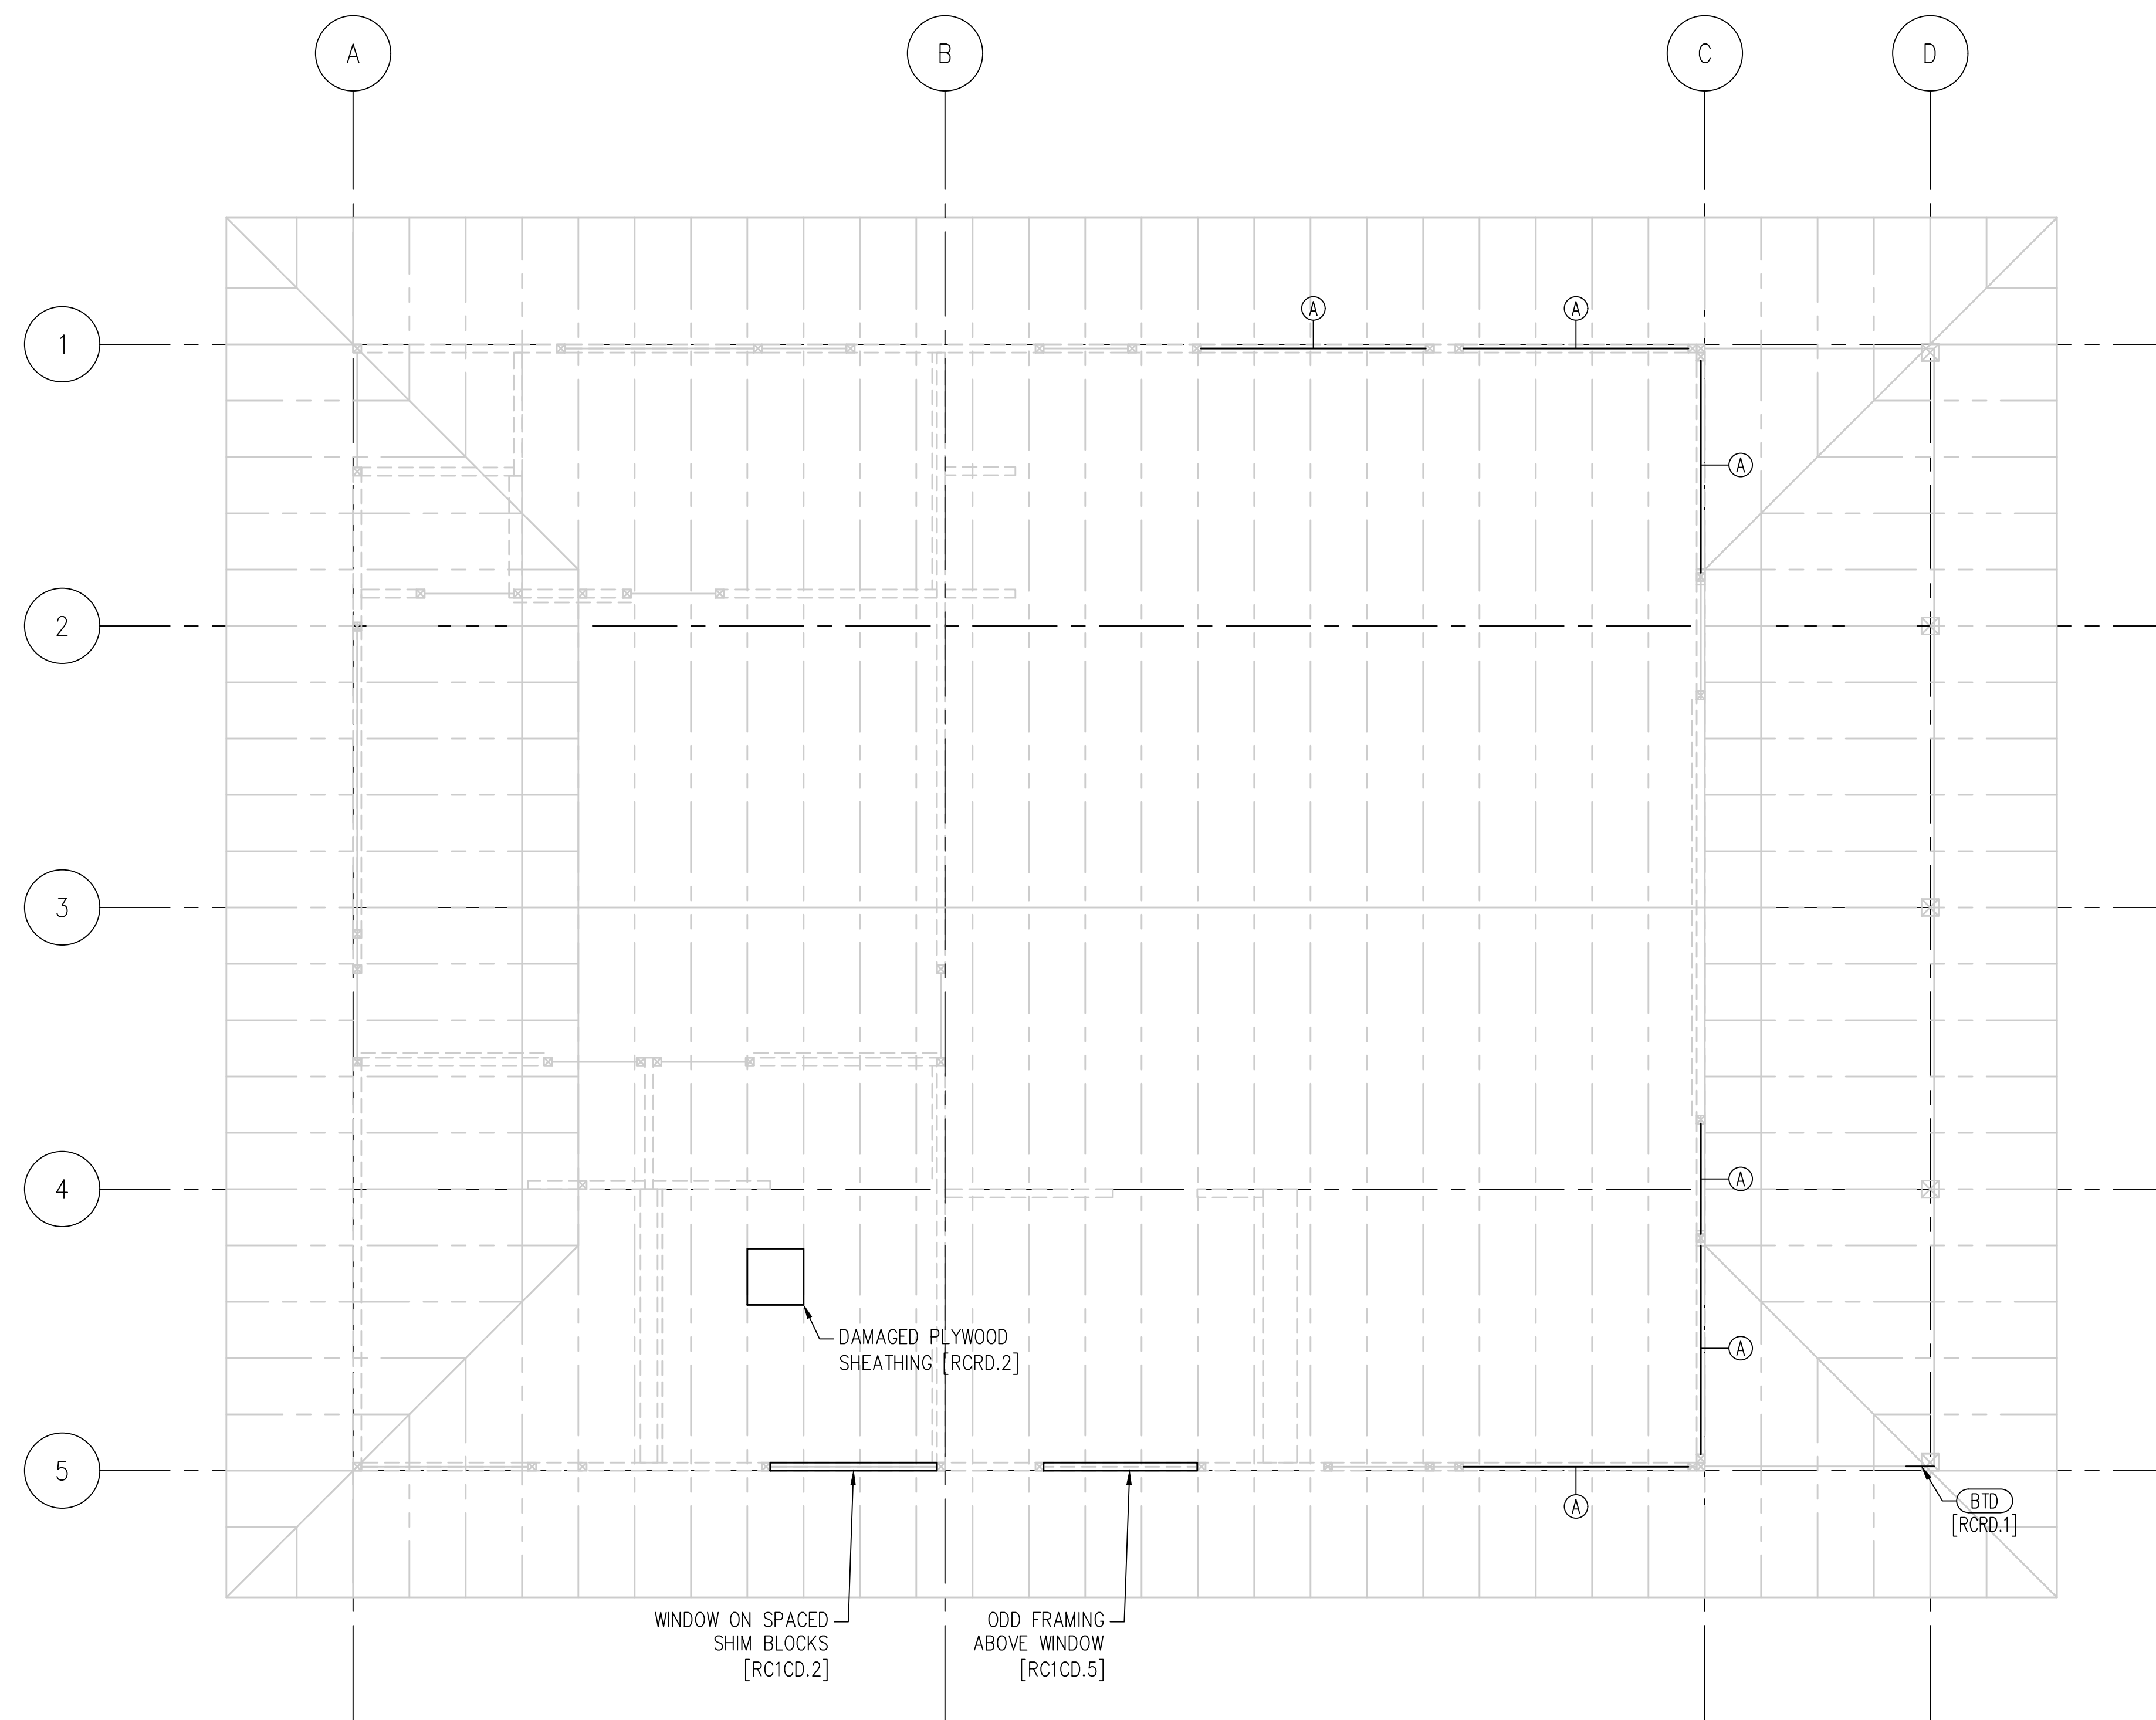 A
B
C
D
1
A
A
A
2
3
4
A
DAMAGED PLYWOOD
SHEATHING [RCRD.2]
A
5
BTD
[RCRD.1]
A
WINDOW ON SPACED
SHIM BLOCKS
[RC1CD.2]
ODD FRAMING
ABOVE WINDOW
[RC1CD.5]